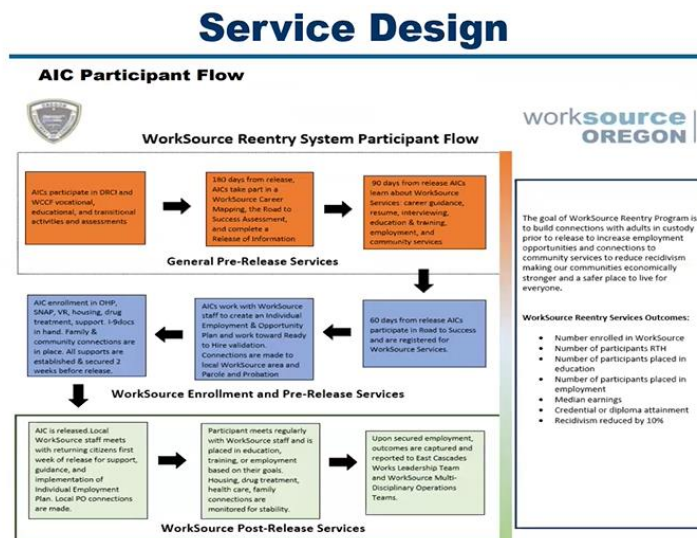 Service Design
AIC Participant Flow
worksource
OREGON
WorkSource Reentry System Participant Flow
AICs participate in DRCI and
WCCF vocational,
educational, and transitional
activities and assessments
180 days from release,
AICs take part in a
WorkSource Career
Mapping, the Road to
Success Assessment, and
complete a
Release of Information
90 days from release AICs
learn about WorkSource
Services: career guidance,
resume, interviewing,
education & training,
employment, and
community services
General Pre-Release Services
AIC enrollment in OHP,
SNAP, VR, housing, drug
treatment, support. I-9docs
in hand. Family &
community connections are
in place. All supports are
established & secured 2
weeks before release.
AICs work with WorkSource
staff to create an Individual
Employment & Opportunity
Plan and work toward Ready
to Hire validation.
Connections are made to
local WorkSource area and
Parole and Probation
60 days from release AICs
participate in Road to Success
and are registered for
WorkSource Services.
WorkSource Enrollment and Pre-Release Services
AIC is released.Local
WorkSource staff meets
with returning citizens first
week of release for support,
guidance, and
implementation of
Individual Employment
Plan. Local PO connections
are made.
Participant meets regularly
with WorkSource staff and is
placed in education,
training, or employment
based on their goals.
Housing, drug treatment,
health care, family
connections are
monitored for stability.
Upon secured employment,
outcomes are captured and
reported to East Cascades
Works Leadership Team
and WorkSource Multi-
Disciplinary Operations
Teams.
WorkSource Post-Release Services
The goal of WorkSource Reentry Program is
to build connections with adults in custody
prior to release to increase employment
opportunities and connections to
community services to reduce recidivism
making our communities economically
stronger and a safer place to live for
everyone.
WorkSource Reentry Services Outcomes:
• Number enrolled in WorkSource
• Number of participants RTH
• Number of participants placed in
education
• Number of participants placed in
employment
• Median earnings
• Credential or diploma attainment
• Recidivism reduced by 10%